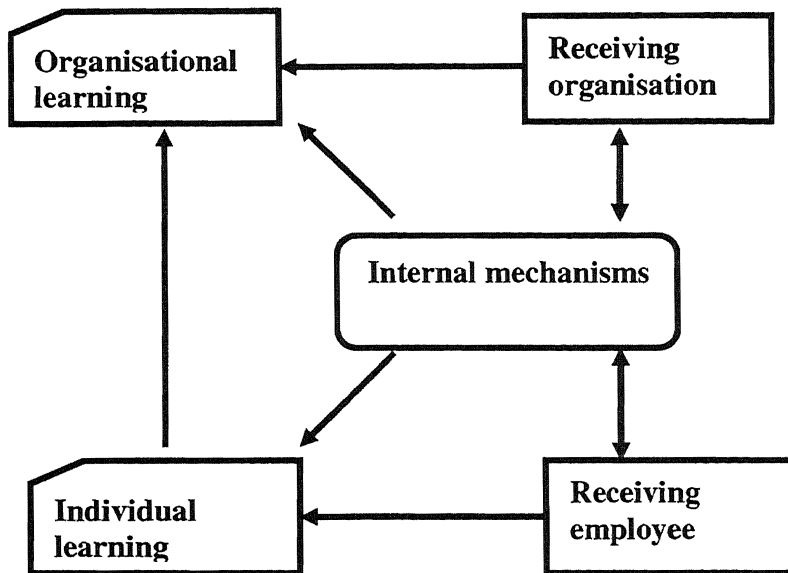 Organisational
learning
Receiving
organisation
Internal mechanisms
Individual
learning
Receiving
employee